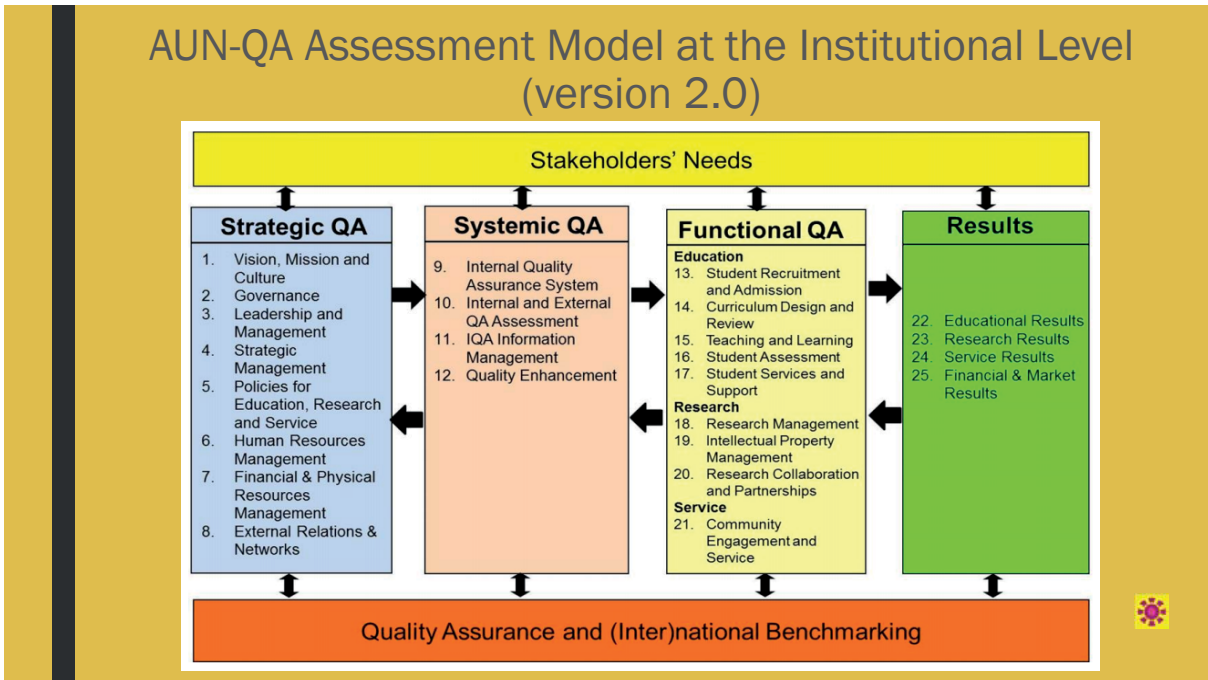 AUN-QA Assessment Model at the Institutional Level
(version 2.0)
Stakeholders' Needs
Strategic QA
1. Vision, Mission and
Culture
2. Governance
3. Leadership and
Management
4. Strategic
Management
5. Policies for
Education, Research
and Service
6. Human Resources
Management
7. Financial & Physical
Resources
Management
8. External Relations &
Networks
Systemic QA
9. Internal Quality
Assurance System
10. Internal and External
QA Assessment
11. IQA Information
Management
12. Quality Enhancement
Functional QA
Education
13. Student Recruitment
and Admission
14. Curriculum Design and
Review
15. Teaching and Learning
16. Student Assessment
17. Student Services and
Support
Research
18. Research Management
19. Intellectual Property
Management
20. Research Collaboration
and Partnerships
Service
21. Community
Engagement and
Service
Results
22. Educational Results
23. Research Results
24. Service Results
25. Financial & Market
Results
Quality Assurance and (Inter)national Benchmarking